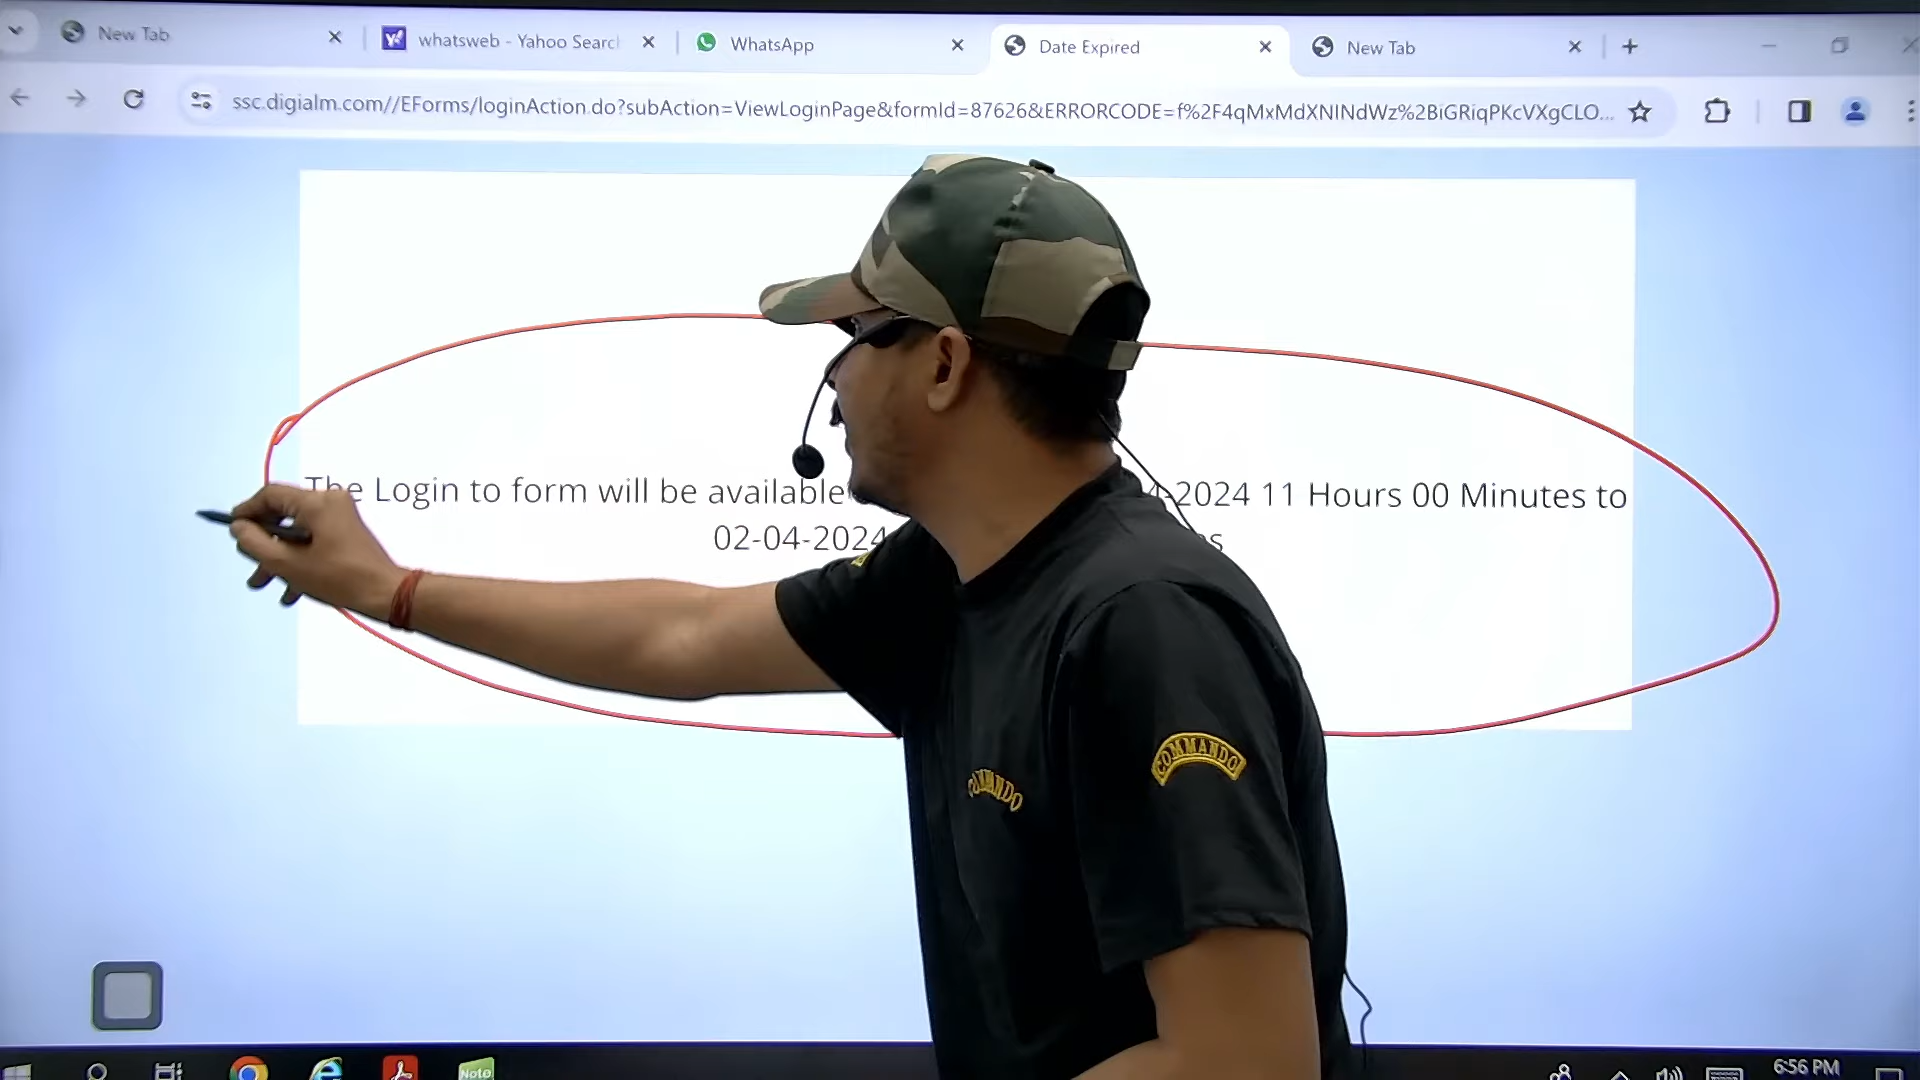 New Tab
whatsweb - Yahoo Searc
WhatsApp
Date Expired
New Tab
ssc.digialm.com//EForms/loginAction.do?subAction=ViewLoginPage&formId=87626&ERRORCODE=f%2F4qMxMdXNINdWz%2BiGRiqPKcVXgCLO...
The Login to form will be available
-2024 11 Hours 00 Minutes to
02-04-2024
COMMANDO
COMMANDO
Note
6:56 PM